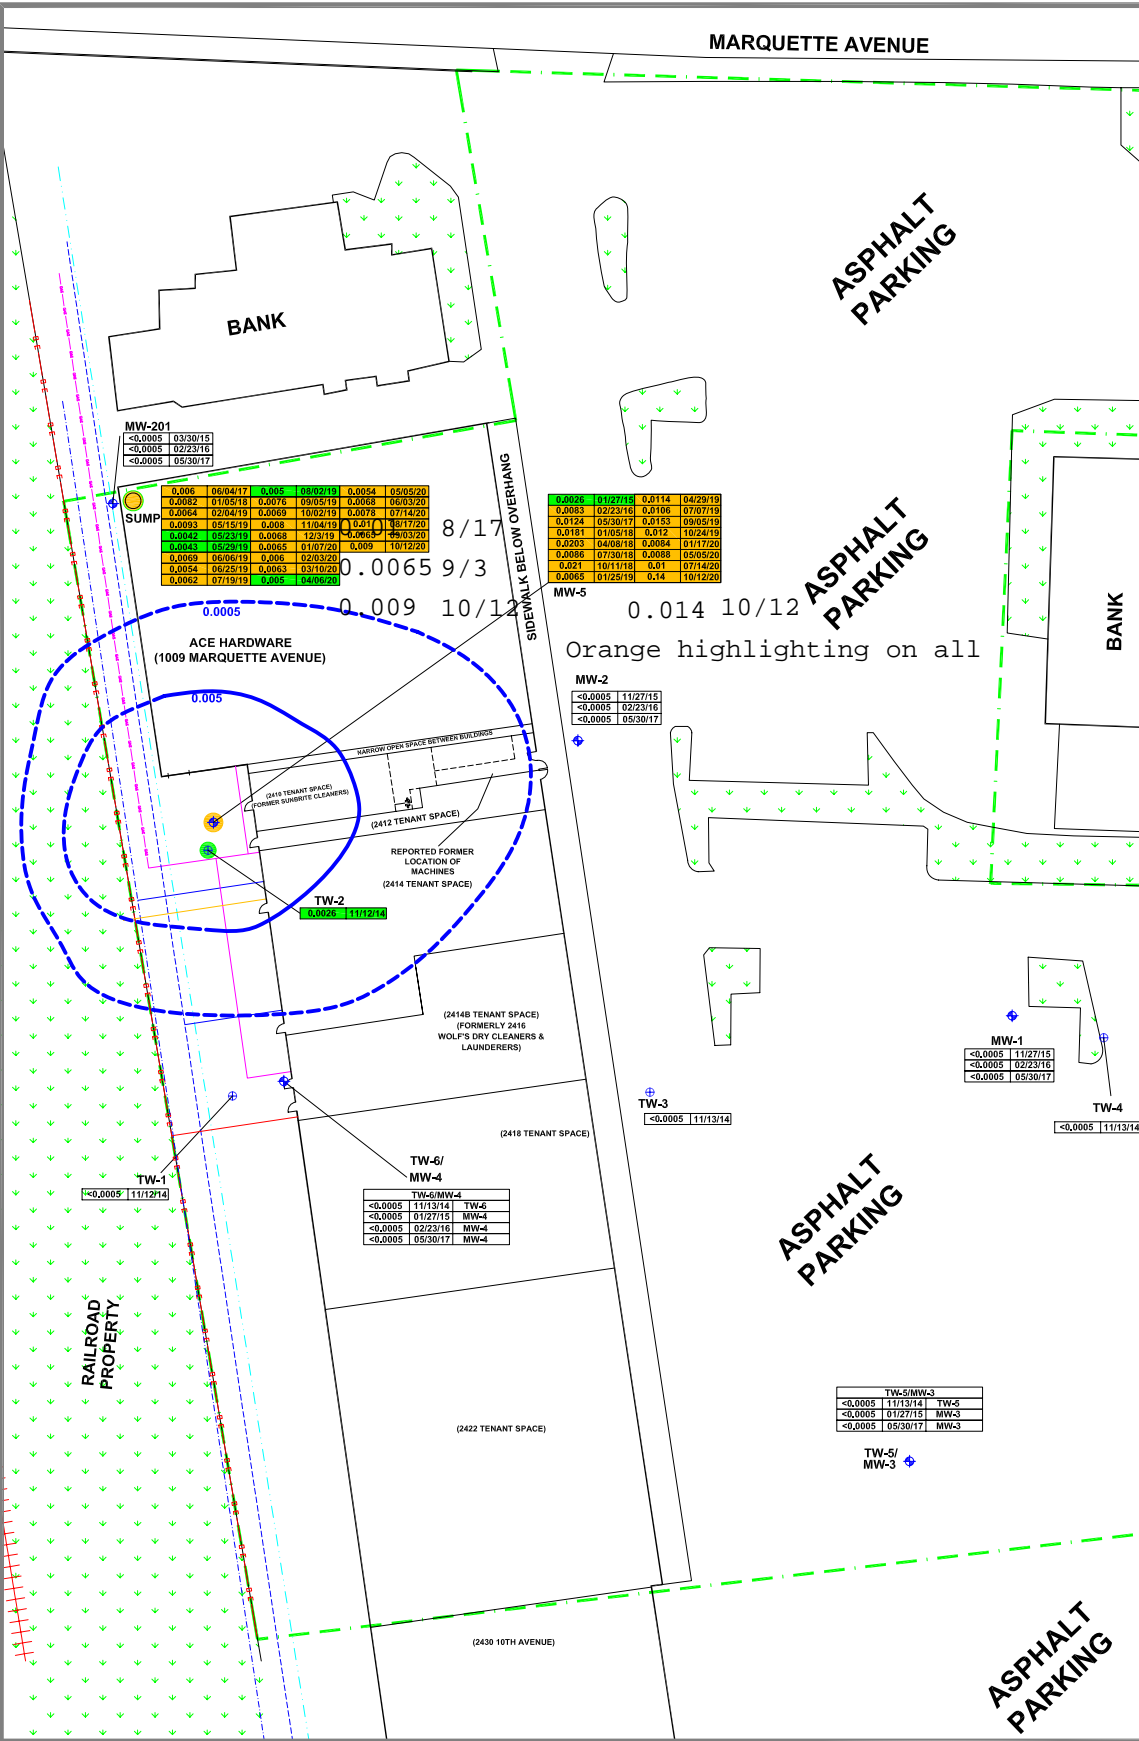 MARQUETTE AVENUE
ASPHALT
PARKING
BANK
MW-201
<0.0005 03/30/15
<0.0005 02/23/16
<0.0005 05/30/17
SUMP
0.006 06/04/17 0.005 08/02/19 0.0054 05/05/20
0.0082 01/05/18 0.0076 09/05/19 0.0068 06/03/20
0.0064 02/04/19 0.0069 10/02/19 0.0078 07/14/20
0.0093 05/15/19 0.008 11/04/19 0.01 08/17/20
0.0042 05/23/19 0.0068 12/3/19 0.0065 09/03/20
0.0043 05/29/19 0.0065 01/07/20 0.009 10/12/20
0.0069 06/06/19 0.006 02/03/20
0.0054 06/25/19 0.0063 03/10/20
0.0062 07/19/19 0.005 04/06/20
0.01 8/17
0.0065 9/3
0.009 10/12
SIDEWALK BELOW OVERHANG
0.0026 01/27/15 0.0114 04/29/19
0.0083 02/23/16 0.0106 07/07/19
0.0124 05/30/17 0.0153 09/05/19
0.0181 01/05/18 0.012 10/24/19
0.0203 04/08/18 0.0084 01/17/20
0.0086 07/30/18 0.0088 05/05/20
0.021 10/11/18 0.01 07/14/20
0.0065 01/25/19 0.14 10/12/20
MW-5
0.014 10/12
Orange highlighting on all
ASPHALT
PARKING
BANK
0.0005
ACE HARDWARE
(1009 MARQUETTE AVENUE)
0.005
MW-2
<0.0005 11/27/15
<0.0005 02/23/16
<0.0005 05/30/17
NARROW OPEN SPACE BETWEEN BUILDINGS
(2410 TENANT SPACE)
(FORMER SUNBRITE CLEANERS)
(2412 TENANT SPACE)
REPORTED FORMER
LOCATION OF
MACHINES
(2414 TENANT SPACE)
TW-2
0.0026 11/12/14
(2414B TENANT SPACE)
(FORMERLY 2416
WOLF'S DRY CLEANERS &
LAUNDERERS)
MW-1
<0.0005 11/27/15
<0.0005 02/23/16
<0.0005 05/30/17
TW-3
<0.0005 11/13/14
TW-4
<0.0005 11/13/14
(2418 TENANT SPACE)
TW-1
<0.0005 11/12/14
TW-6/
MW-4
TW-6/MW-4
<0.0005 11/13/14 TW-6
<0.0005 01/27/15 MW-4
<0.0005 02/23/16 MW-4
<0.0005 05/30/17 MW-4
ASPHALT
PARKING
RAILROAD
PROPERTY
TW-5/MW-3
<0.0005 11/13/14 TW-5
<0.0005 01/27/15 MW-3
<0.0005 05/30/17 MW-3
TW-5/
MW-3
(2422 TENANT SPACE)
(2430 10TH AVENUE)
ASPHALT
PARKING